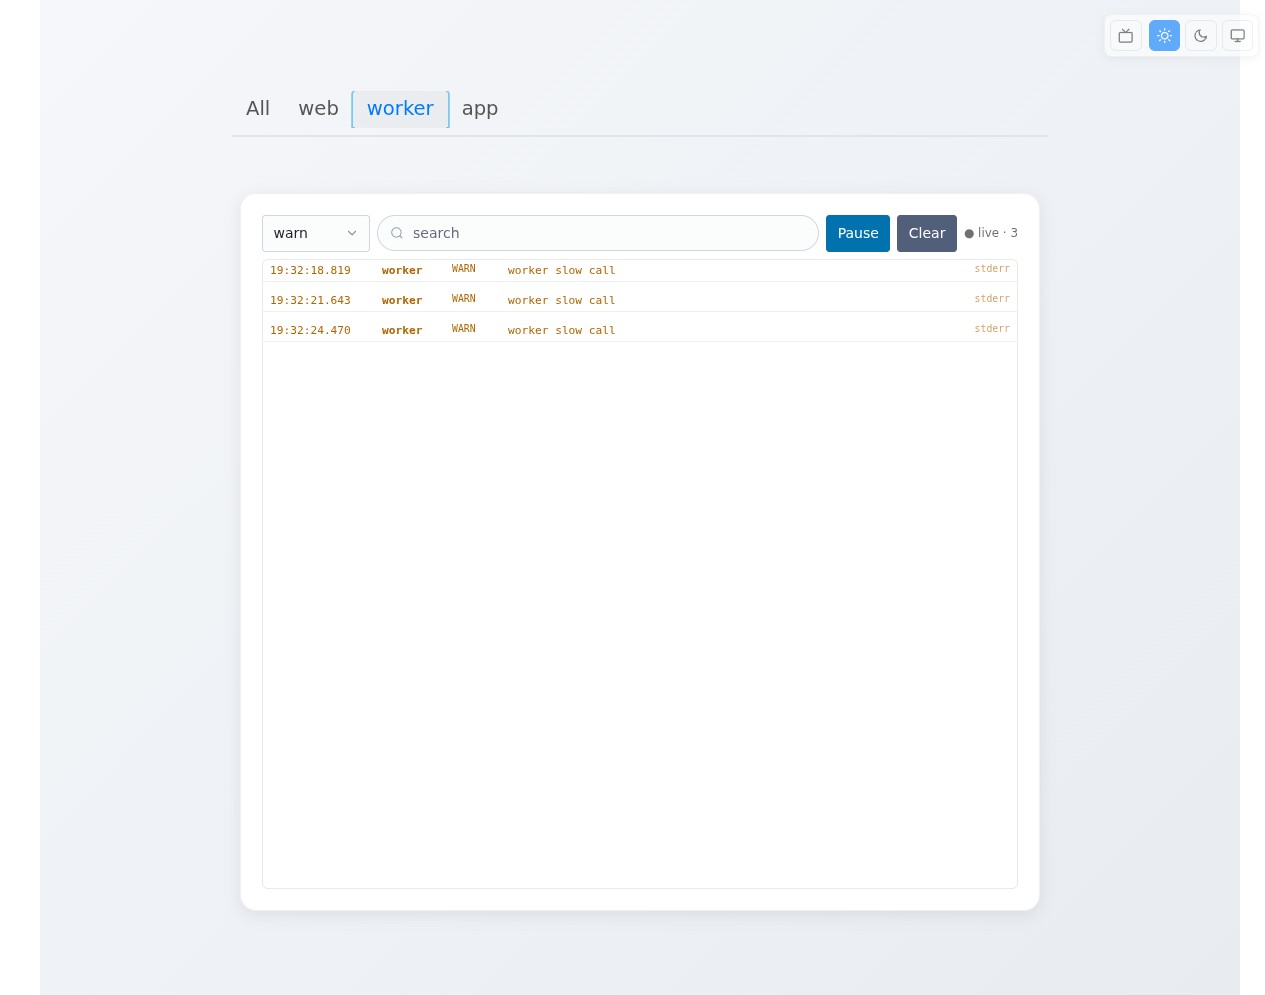 All web worker app
warn search Pause Clear ● live · 3
19:32:18.819 worker WARN worker slow call stderr
19:32:21.643 worker WARN worker slow call stderr
19:32:24.470 worker WARN worker slow call stderr